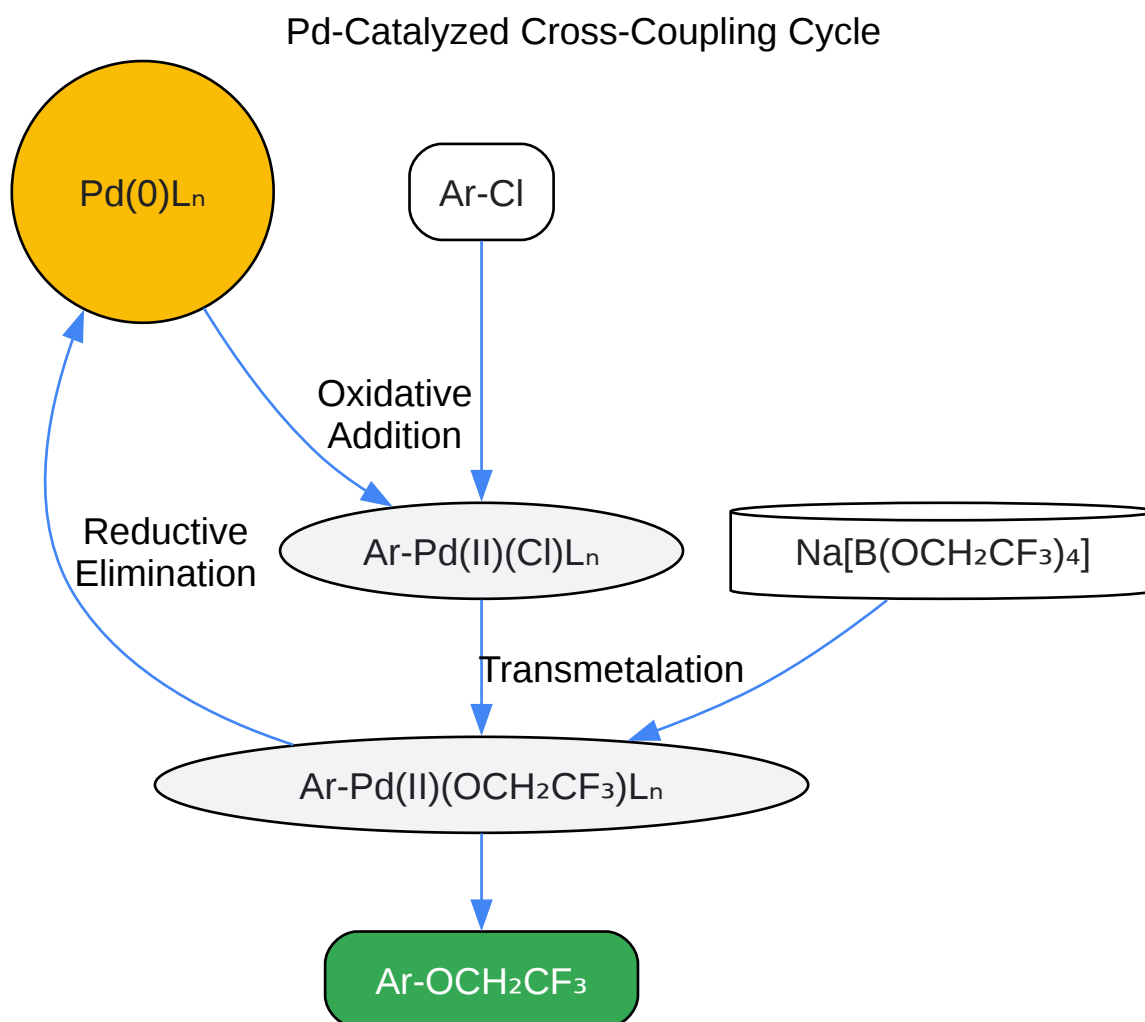 Pd-Catalyzed Cross-Coupling Cycle
Pd(0)Lₙ
Ar-Cl
Oxidative
Addition
Reductive
Elimination
Ar-Pd(II)(Cl)Lₙ
Na[B(OCH₂CF₃)₄]
Transmetalation
Ar-Pd(II)(OCH₂CF₃)Lₙ
Ar-OCH₂CF₃